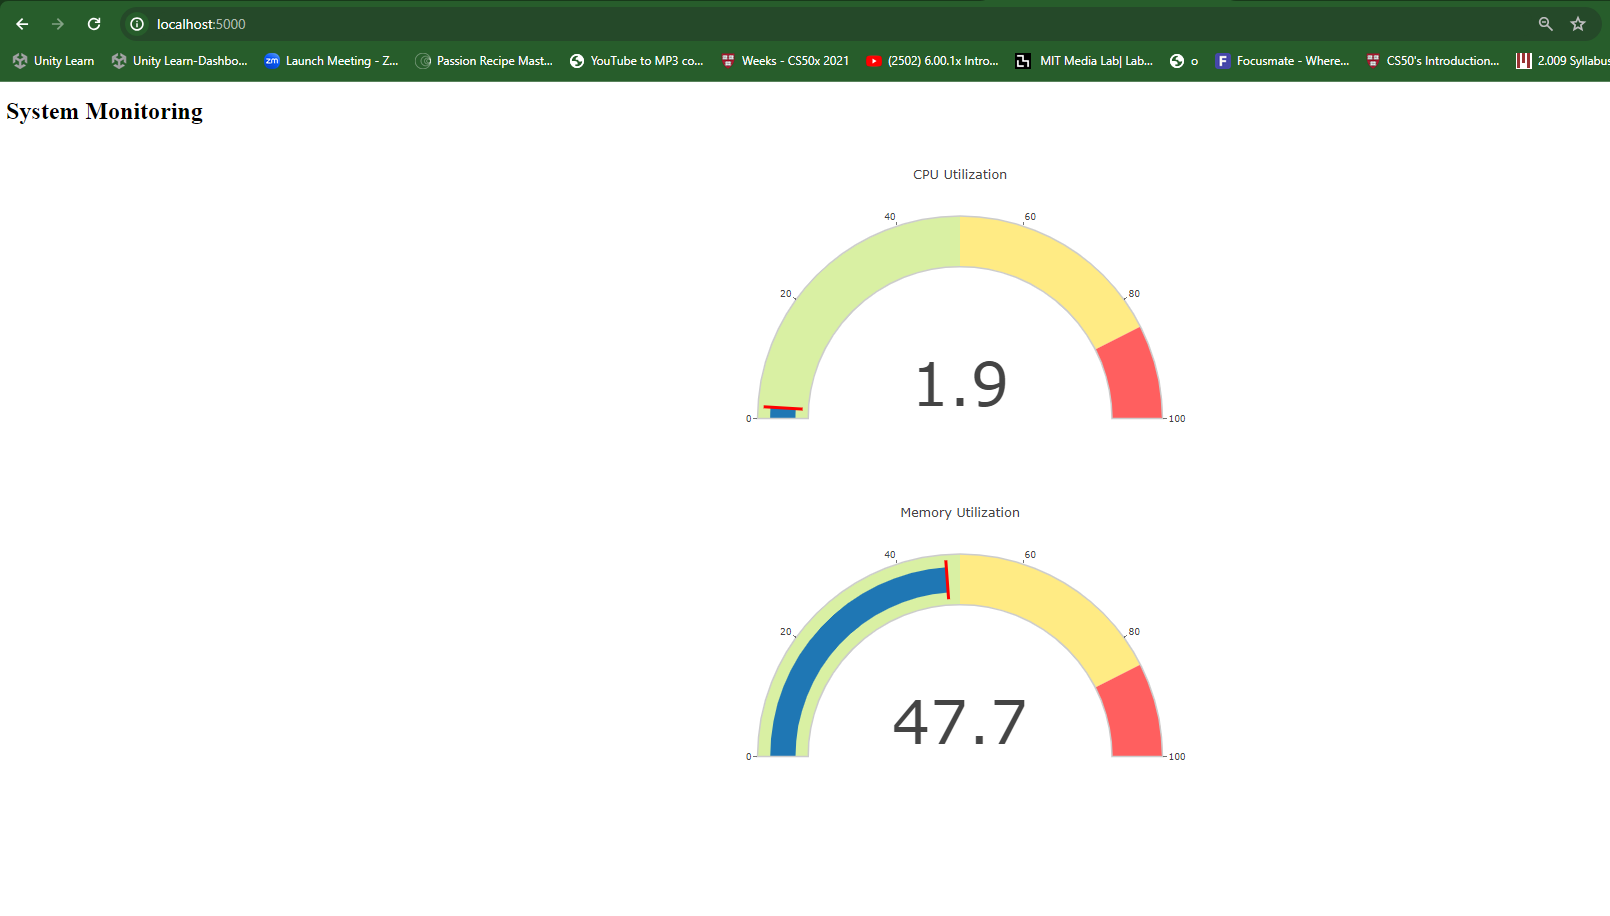 localhost:5000
Unity Learn Unity Learn-Dashbo... zm Launch Meeting - Z... Passion Recipe Mast... YouTube to MP3 co... Weeks - CS50x 2021 (2502) 6.00.1x Intro... MIT Media Lab| Lab... o F Focusmate - Where... CS50's Introduction... 2.009 Syllabus
System Monitoring
CPU Utilization
40 60
20 80
1.9
0 100
Memory Utilization
40 60
20 80
47.7
0 100